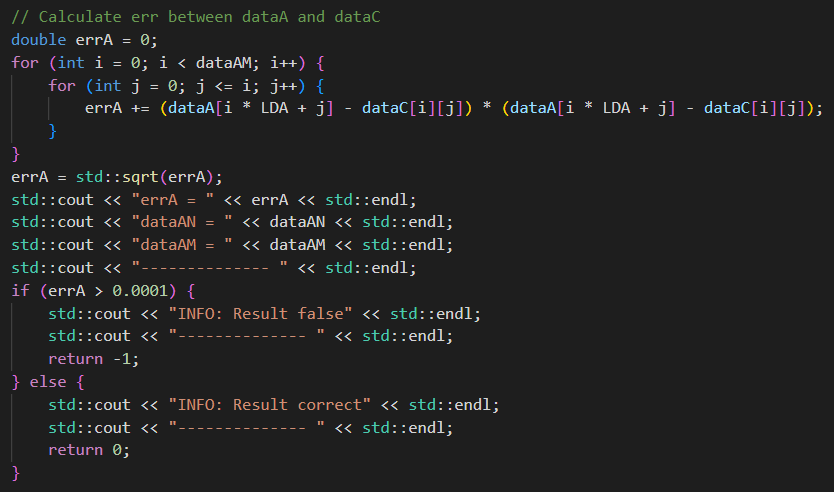 // Calculate err between dataA and dataC
double errA = 0;
for (int i = 0; i < dataAM; i++) {
    for (int j = 0; j <= i; j++) {
        errA += (dataA[i * LDA + j] - dataC[i][j]) * (dataA[i * LDA + j] - dataC[i][j]);
    }
}
errA = std::sqrt(errA);
std::cout << "errA = " << errA << std::endl;
std::cout << "dataAN = " << dataAN << std::endl;
std::cout << "dataAM = " << dataAM << std::endl;
std::cout << "-------------- " << std::endl;
if (errA > 0.0001) {
    std::cout << "INFO: Result false" << std::endl;
    std::cout << "-------------- " << std::endl;
    return -1;
} else {
    std::cout << "INFO: Result correct" << std::endl;
    std::cout << "-------------- " << std::endl;
    return 0;
}